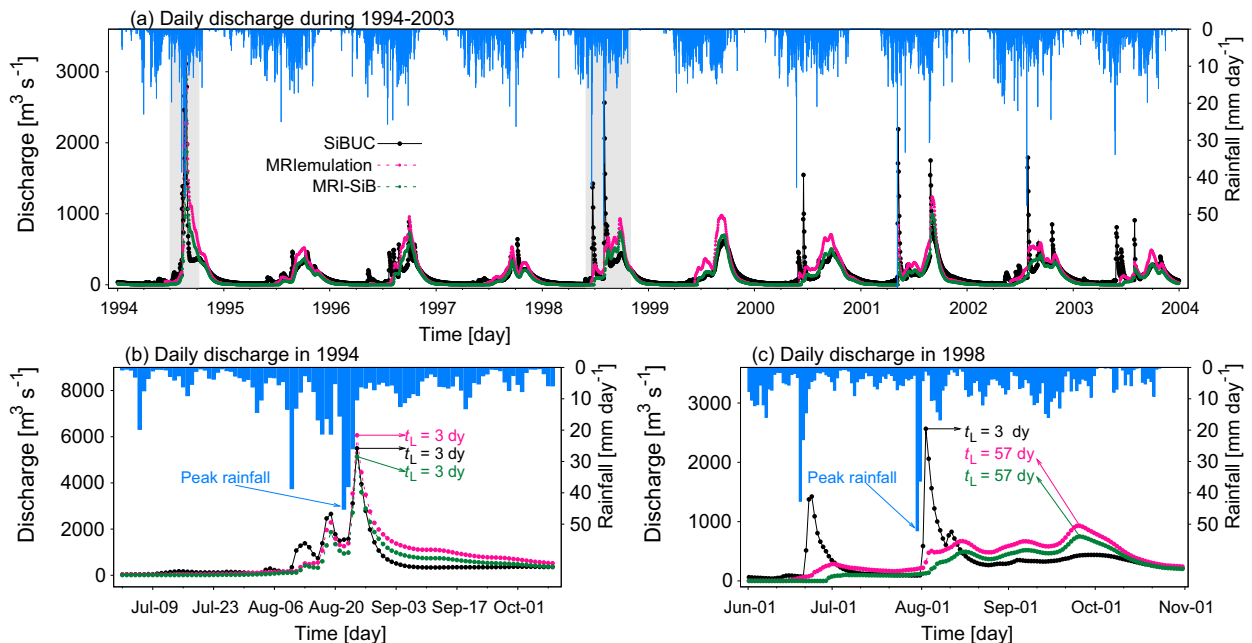 (a) Daily discharge during 1994-2003
Discharge [m³ s⁻¹]
3000
2000
1000
0
SiBUC
MRIemulation
MRI-SiB
0
10
20
30
40
50
Rainfall [mm day⁻¹]
1994 1995 1996 1997 1998 1999 2000 2001 2002 2003 2004
Time [day]
(b) Daily discharge in 1994
Discharge [m³ s⁻¹]
8000
6000
4000
2000
0
Peak rainfall
tL = 3 dy
tL = 3 dy
tL = 3 dy
0
10
20
30
40
50
Rainfall [mm day⁻¹]
Jul-09 Jul-23 Aug-06 Aug-20 Sep-03 Sep-17 Oct-01
Time [day]
(c) Daily discharge in 1998
Discharge [m³ s⁻¹]
3000
2000
1000
0
Peak rainfall
tL = 3 dy
tL = 57 dy
tL = 57 dy
0
10
20
30
40
50
Rainfall [mm day⁻¹]
Jun-01 Jul-01 Aug-01 Sep-01 Oct-01 Nov-01
Time [day]